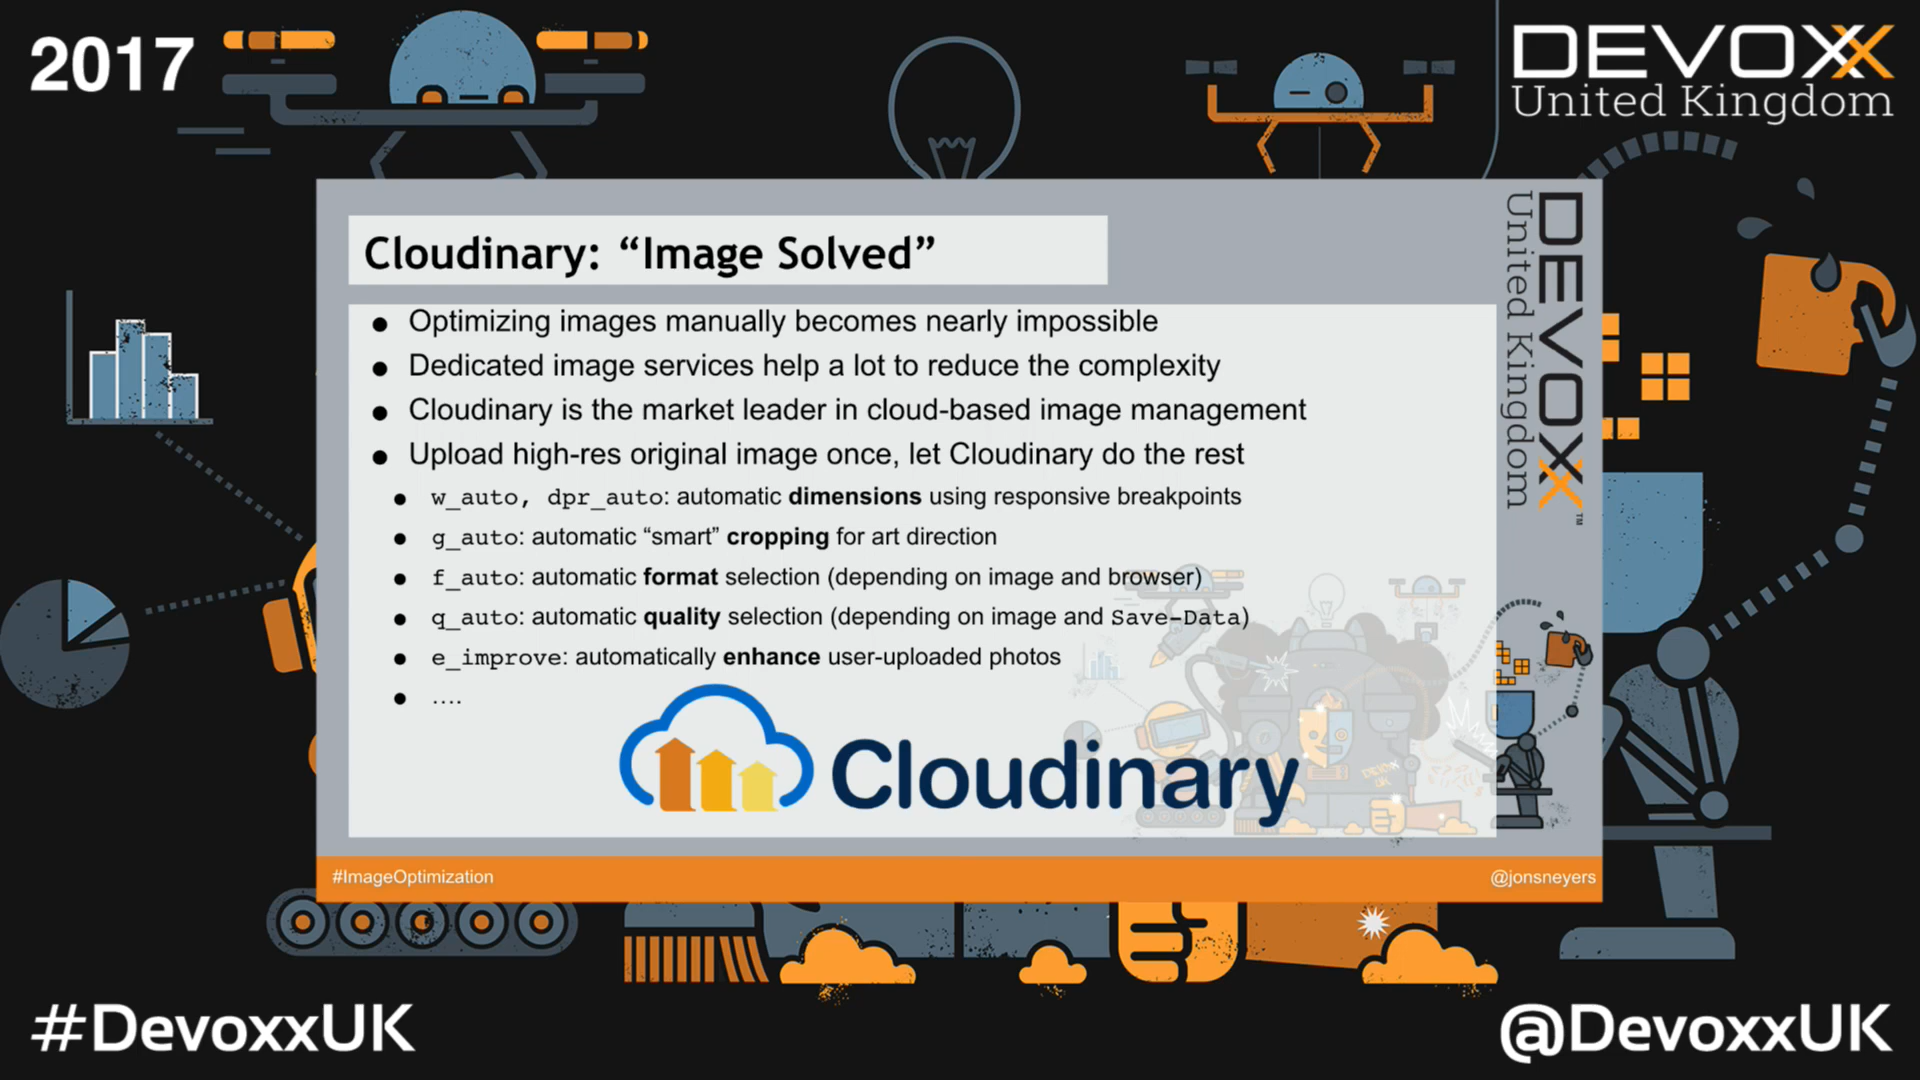 2017
DEVOXX
United Kingdom
Cloudinary: “Image Solved”
● Optimizing images manually becomes nearly impossible
● Dedicated image services help a lot to reduce the complexity
● Cloudinary is the market leader in cloud-based image management
● Upload high-res original image once, let Cloudinary do the rest
● w_auto, dpr_auto: automatic dimensions using responsive breakpoints
● g_auto: automatic “smart” cropping for art direction
● f_auto: automatic format selection (depending on image and browser)
● q_auto: automatic quality selection (depending on image and Save-Data)
● e_improve: automatically enhance user-uploaded photos
● ....
Cloudinary
DEVOXX™
United Kingdom
DEVOXX
UK
#ImageOptimization
@jonsneyers
#DevoxxUK
@DevoxxUK